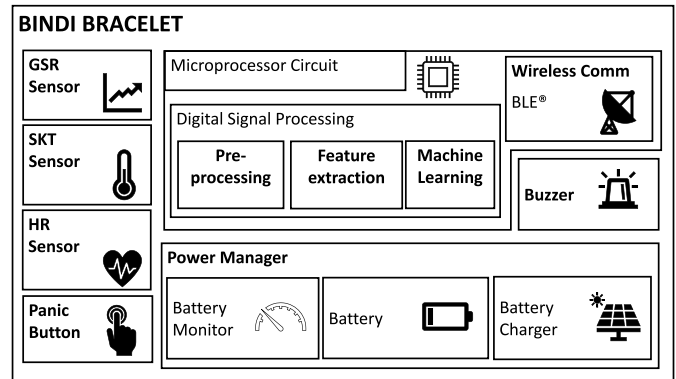 BINDI BRACELET
GSR
Sensor
SKT
Sensor
HR
Sensor
Panic
Button
Microprocessor Circuit
Digital Signal Processing
Pre-
processing
Feature
extraction
Machine
Learning
Wireless Comm
BLE®
Buzzer
Power Manager
Battery
Monitor
Battery
Battery
Charger